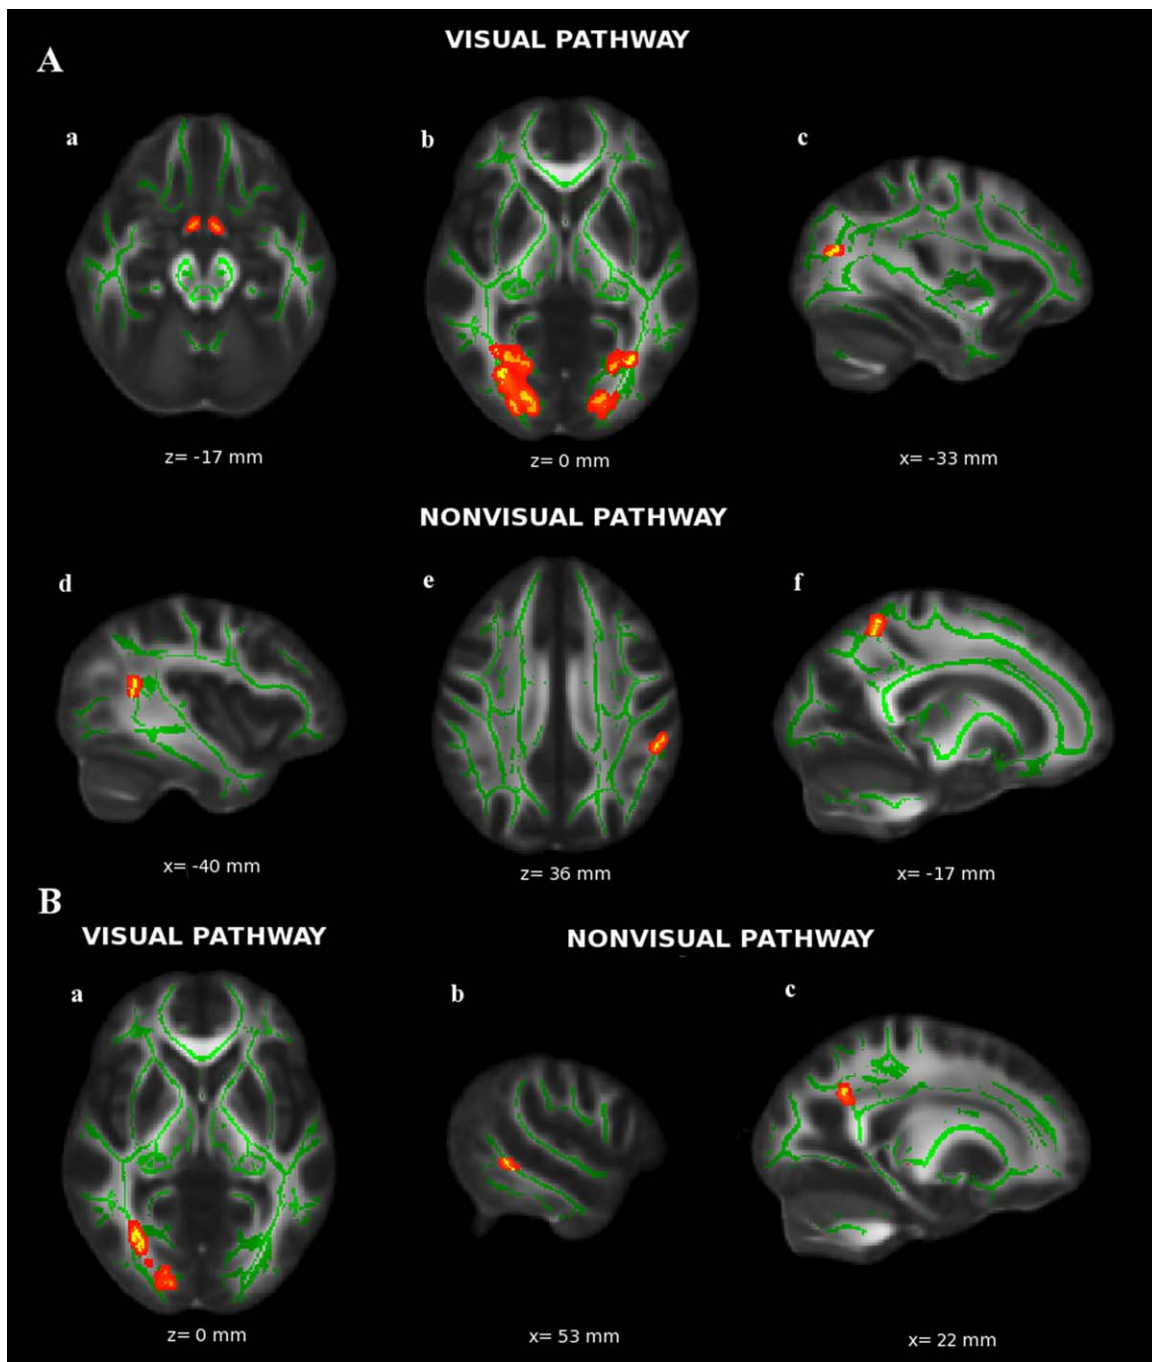 VISUAL PATHWAY
A
a
b
c
z= -17 mm
z= 0 mm
x= -33 mm
NONVISUAL PATHWAY
d
e
f
x= -40 mm
z= 36 mm
x= -17 mm
B
VISUAL PATHWAY
NONVISUAL PATHWAY
a
b
c
z= 0 mm
x= 53 mm
x= 22 mm